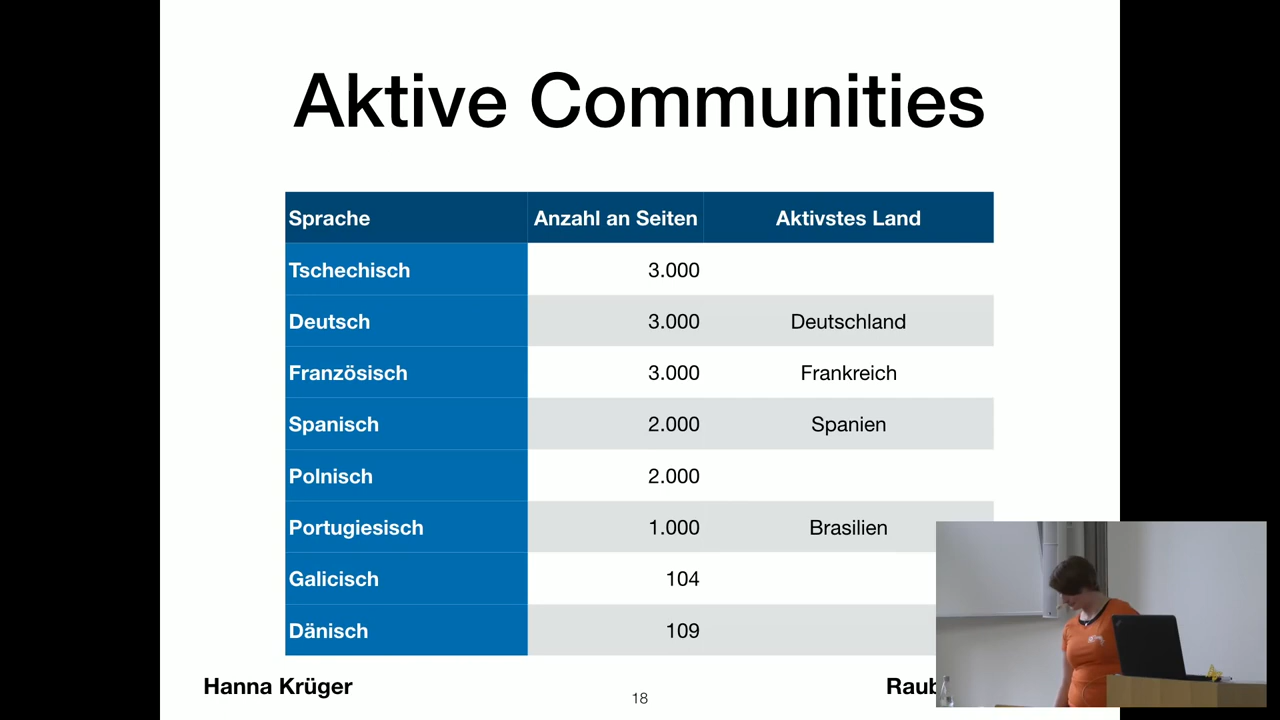 Aktive Communities
Sprache Anzahl an Seiten Aktivstes Land
Tschechisch 3.000
Deutsch 3.000 Deutschland
Französisch 3.000 Frankreich
Spanisch 2.000 Spanien
Polnisch 2.000
Portugiesisch 1.000 Brasilien
Galicisch 104
Dänisch 109
Hanna Krüger 18